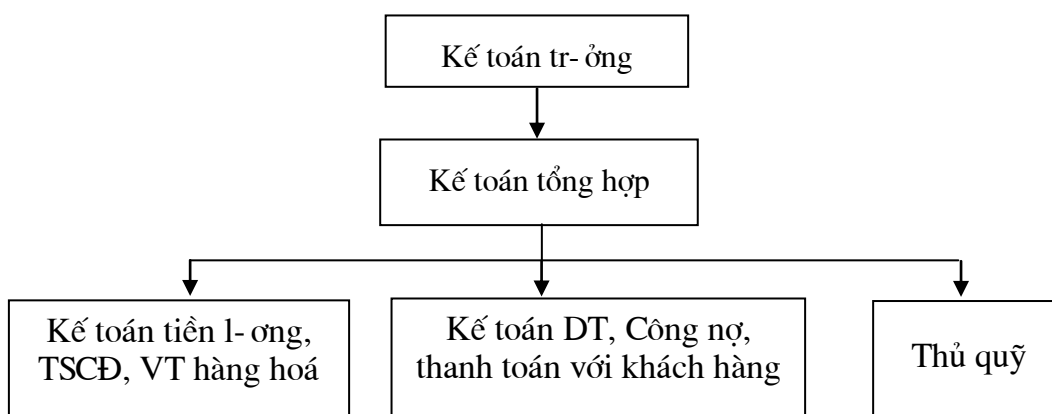 Kế toán tr- ởng
Kế toán tổng hợp
Kế toán tiền l- ơng,
TSCĐ, VT hàng hoá
Kế toán DT, Công nợ,
thanh toán với khách hàng
Thủ quỹ